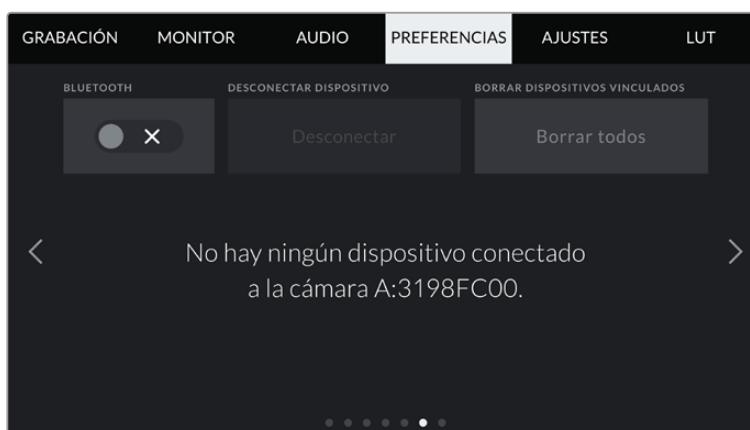 GRABACIÓN MONITOR AUDIO PREFERENCIAS AJUSTES LUT
BLUETOOTH DESCONECTAR DISPOSITIVO BORRAR DISPOSITIVOS VINCULADOS
Desconectar Borrar todos
No hay ningún dispositivo conectado
a la cámara A:3198FC00.